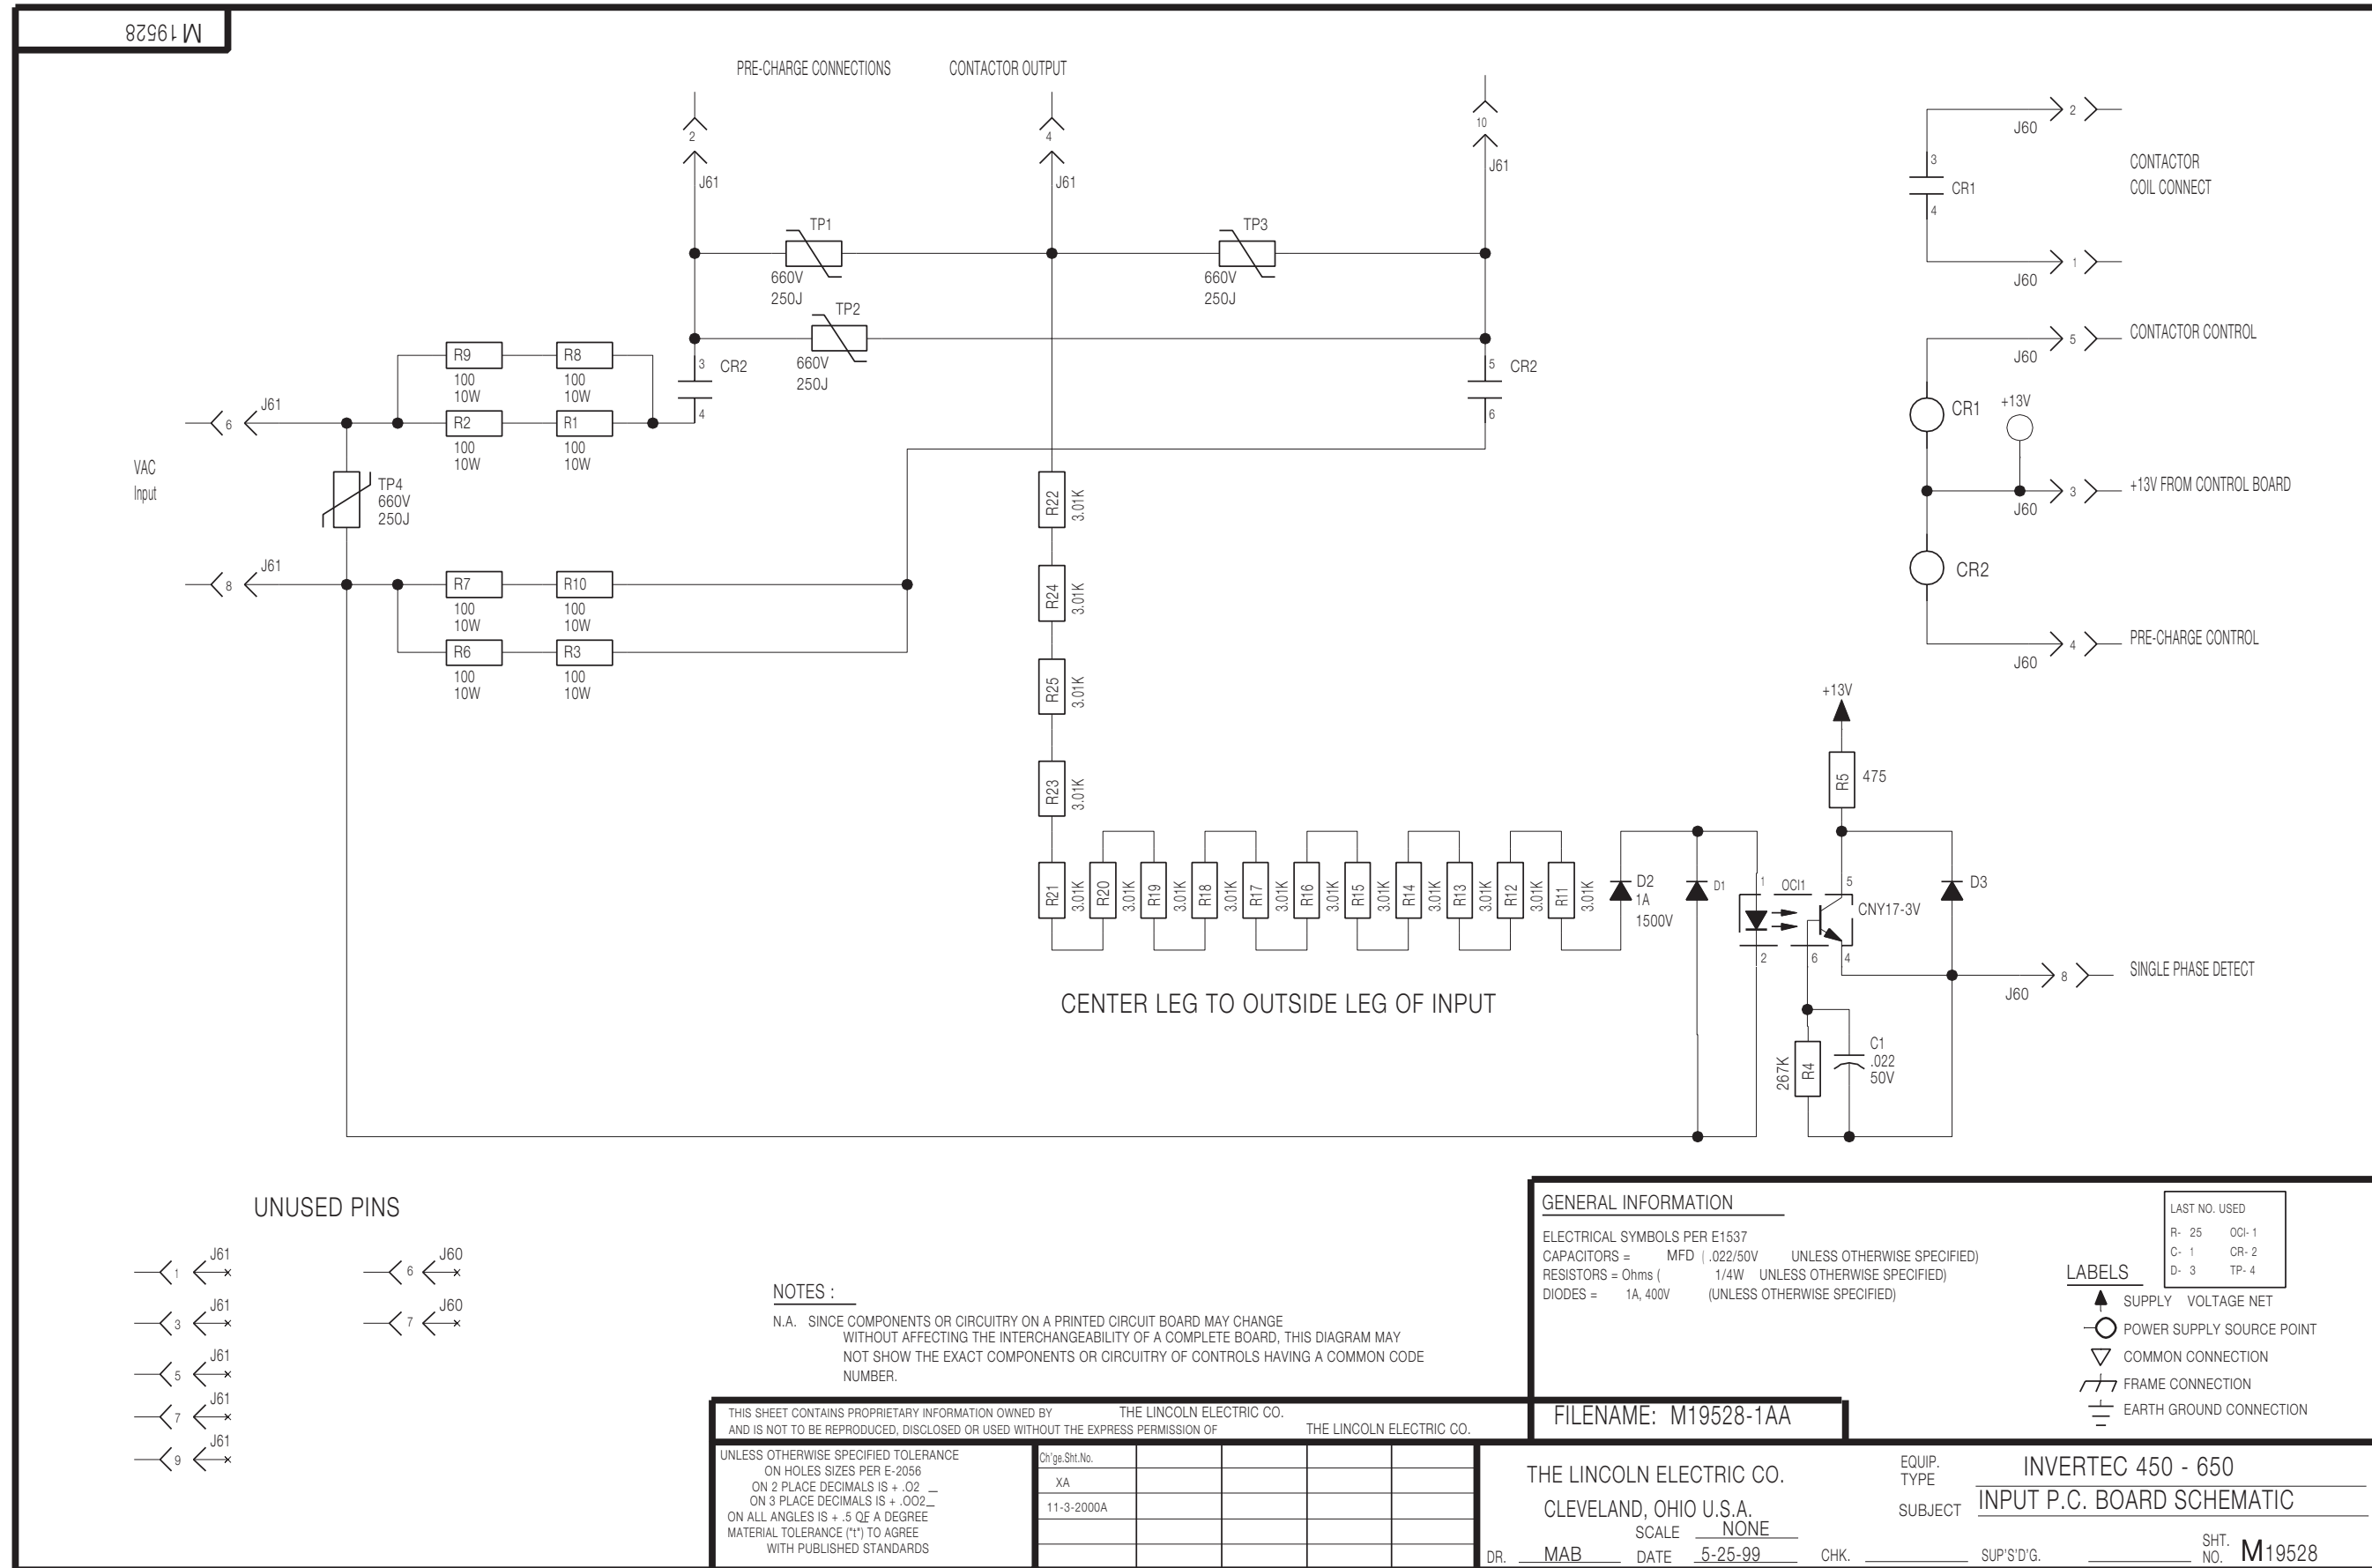 M19528
PRE-CHARGE CONNECTIONS
CONTACTOR OUTPUT
2
J61
4
J61
10
J61
TP1
660V
250J
TP3
660V
250J
TP2
660V
250J
3
CR2
4
5
CR2
6
R9
100
10W
R8
100
10W
R2
100
10W
R1
100
10W
6
J61
VAC
Input
TP4
660V
250J
8
J61
R7
100
10W
R10
100
10W
R6
100
10W
R3
100
10W
R22
3.01K
R24
3.01K
R25
3.01K
R23
3.01K
R21
3.01K
R20
3.01K
R19
3.01K
R18
3.01K
R17
3.01K
R16
3.01K
R15
3.01K
R14
3.01K
R13
3.01K
R12
3.01K
R11
3.01K
D2
1A
1500V
D1
1
OCI1
5
CNY17-3V
2
6
4
D3
+13V
R5
475
267K
R4
C1
.022
50V
8
J60
SINGLE PHASE DETECT
CENTER LEG TO OUTSIDE LEG OF INPUT
2
J60
3
CR1
4
CONTACTOR
COIL CONNECT
1
J60
5
J60
CONTACTOR CONTROL
CR1
+13V
3
J60
+13V FROM CONTROL BOARD
CR2
4
J60
PRE-CHARGE CONTROL
UNUSED PINS
1
J61
3
J61
5
J61
7
J61
9
J61
6
J60
7
J60
NOTES :
N.A. SINCE COMPONENTS OR CIRCUITRY ON A PRINTED CIRCUIT BOARD MAY CHANGE
WITHOUT AFFECTING THE INTERCHANGEABILITY OF A COMPLETE BOARD, THIS DIAGRAM MAY
NOT SHOW THE EXACT COMPONENTS OR CIRCUITRY OF CONTROLS HAVING A COMMON CODE
NUMBER.
GENERAL INFORMATION
ELECTRICAL SYMBOLS PER E1537
CAPACITORS = MFD ( .022/50V UNLESS OTHERWISE SPECIFIED)
RESISTORS = Ohms ( 1/4W UNLESS OTHERWISE SPECIFIED)
DIODES = 1A, 400V (UNLESS OTHERWISE SPECIFIED)
LAST NO. USED
R- 25 OCI- 1
C- 1 CR- 2
D- 3 TP- 4
LABELS
SUPPLY VOLTAGE NET
POWER SUPPLY SOURCE POINT
COMMON CONNECTION
FRAME CONNECTION
EARTH GROUND CONNECTION
THIS SHEET CONTAINS PROPRIETARY INFORMATION OWNED BY THE LINCOLN ELECTRIC CO.
AND IS NOT TO BE REPRODUCED, DISCLOSED OR USED WITHOUT THE EXPRESS PERMISSION OF THE LINCOLN ELECTRIC CO.
FILENAME: M19528-1AA
UNLESS OTHERWISE SPECIFIED TOLERANCE
ON HOLES SIZES PER E-2056
ON 2 PLACE DECIMALS IS + .O2
ON 3 PLACE DECIMALS IS + .OO2
ON ALL ANGLES IS + .5 OF A DEGREE
MATERIAL TOLERANCE ("t") TO AGREE
WITH PUBLISHED STANDARDS
Ch'ge.Sht.No.
XA
11-3-2000A
THE LINCOLN ELECTRIC CO.
CLEVELAND, OHIO U.S.A.
SCALE NONE
DR. MAB DATE 5-25-99 CHK. SUP'S'D'G.
EQUIP.
TYPE INVERTEC 450 - 650
SUBJECT INPUT P.C. BOARD SCHEMATIC
SHT.
NO. M19528